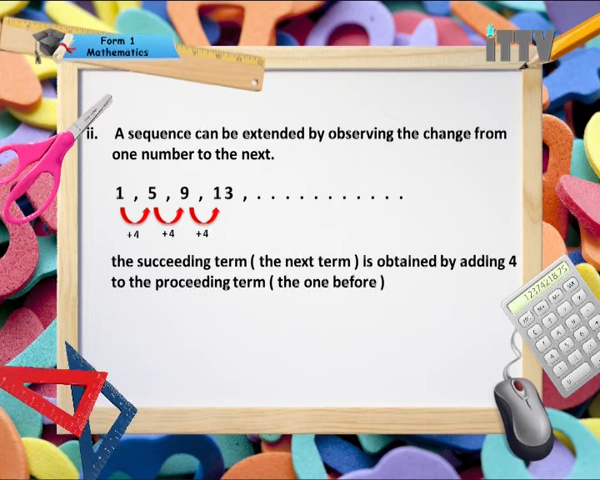 Form 1
Mathematics
iTTV
ii. A sequence can be extended by observing the change from
one number to the next.
1 , 5 , 9 , 13 , . . . . . . . . . . .
+4 +4 +4
the succeeding term ( the next term ) is obtained by adding 4
to the proceeding term ( the one before )
12374218.75